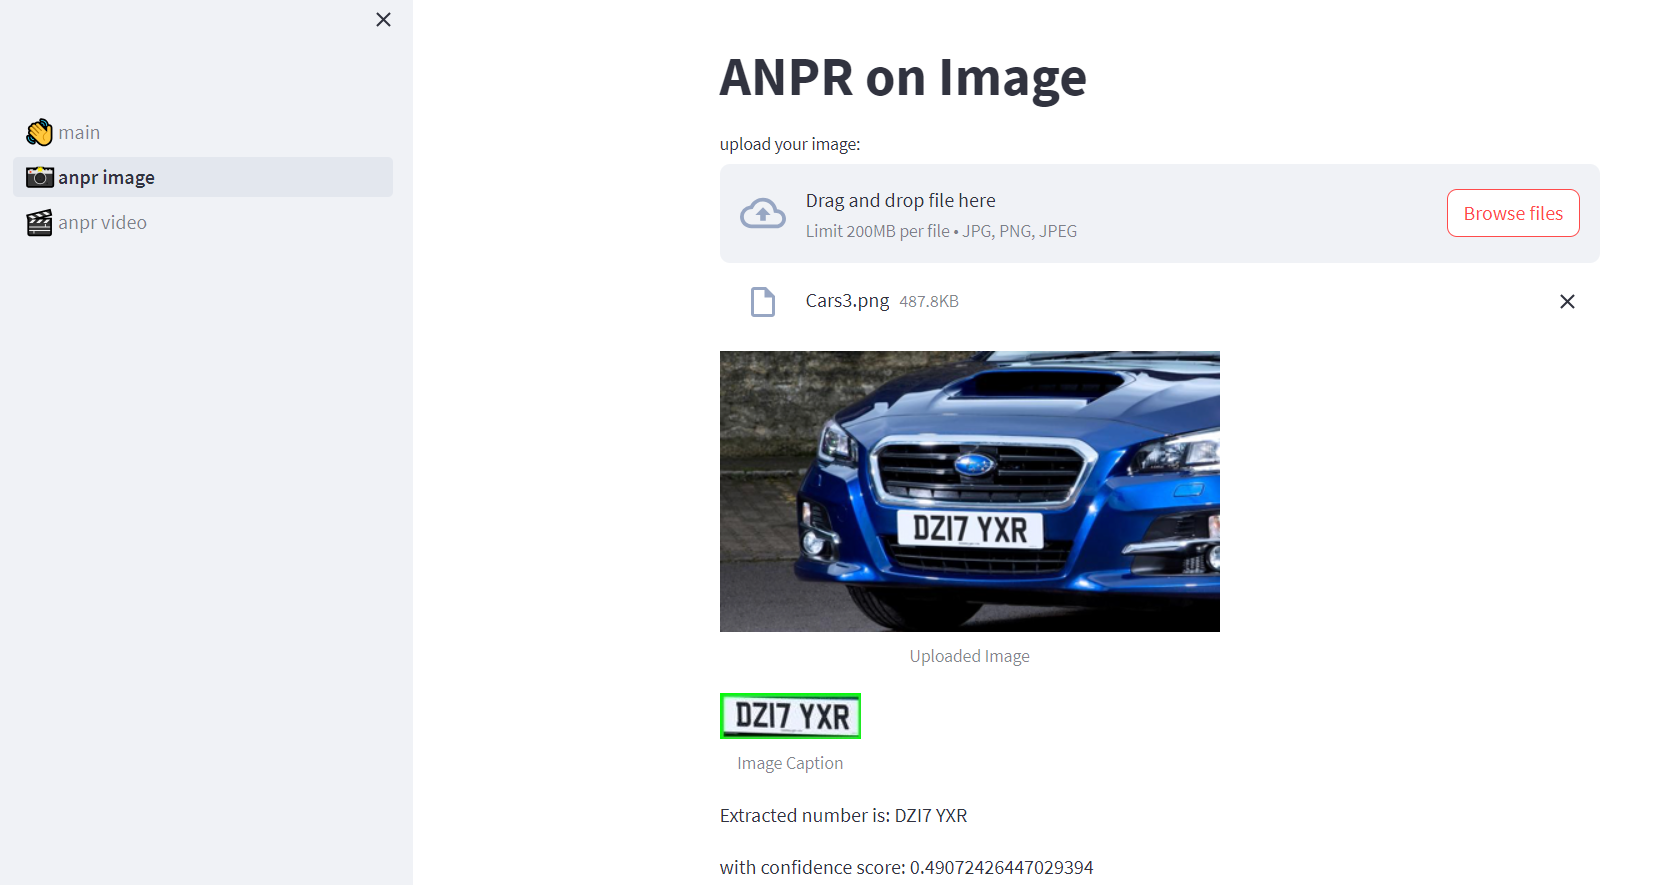 main
anpr image
anpr video
ANPR on Image
upload your image:
Drag and drop file here
Limit 200MB per file • JPG, PNG, JPEG
Browse files
Cars3.png 487.8KB
DZ17 YXR
Uploaded Image
DZ17 YXR
Image Caption
Extracted number is: DZI7 YXR
with confidence score: 0.49072426447029394